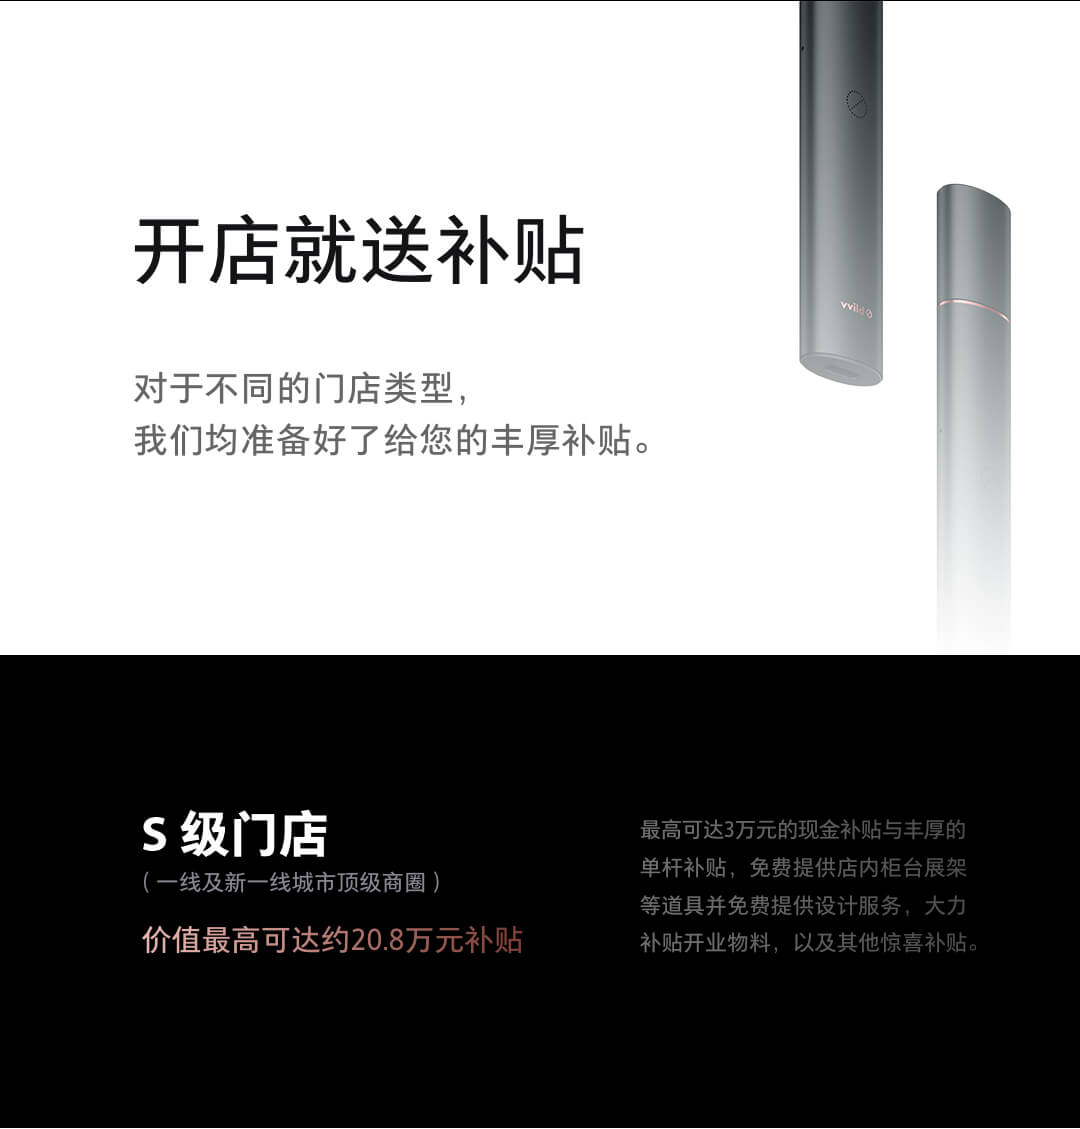 开店就送补贴
对于不同的门店类型，
我们均准备好了给您的丰厚补贴。
S 级门店
（一线及新一线城市顶级商圈）
价值最高可达约20.8万元补贴
最高可达3万元的现金补贴与丰厚的
单杆补贴，免费提供店内柜台展架
等道具并免费提供设计服务，大力
补贴开业物料，以及其他惊喜补贴。